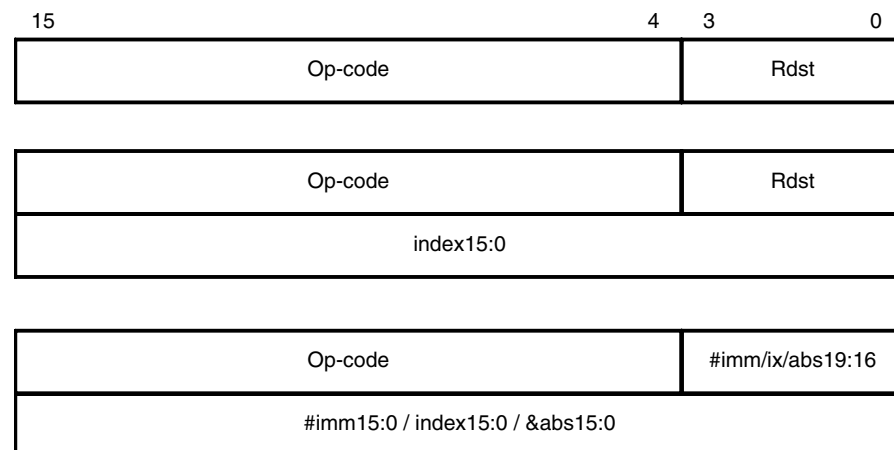 15 4 3 0
Op-code Rdst
Op-code Rdst
index15:0
Op-code #imm/ix/abs19:16
#imm15:0 / index15:0 / &abs15:0